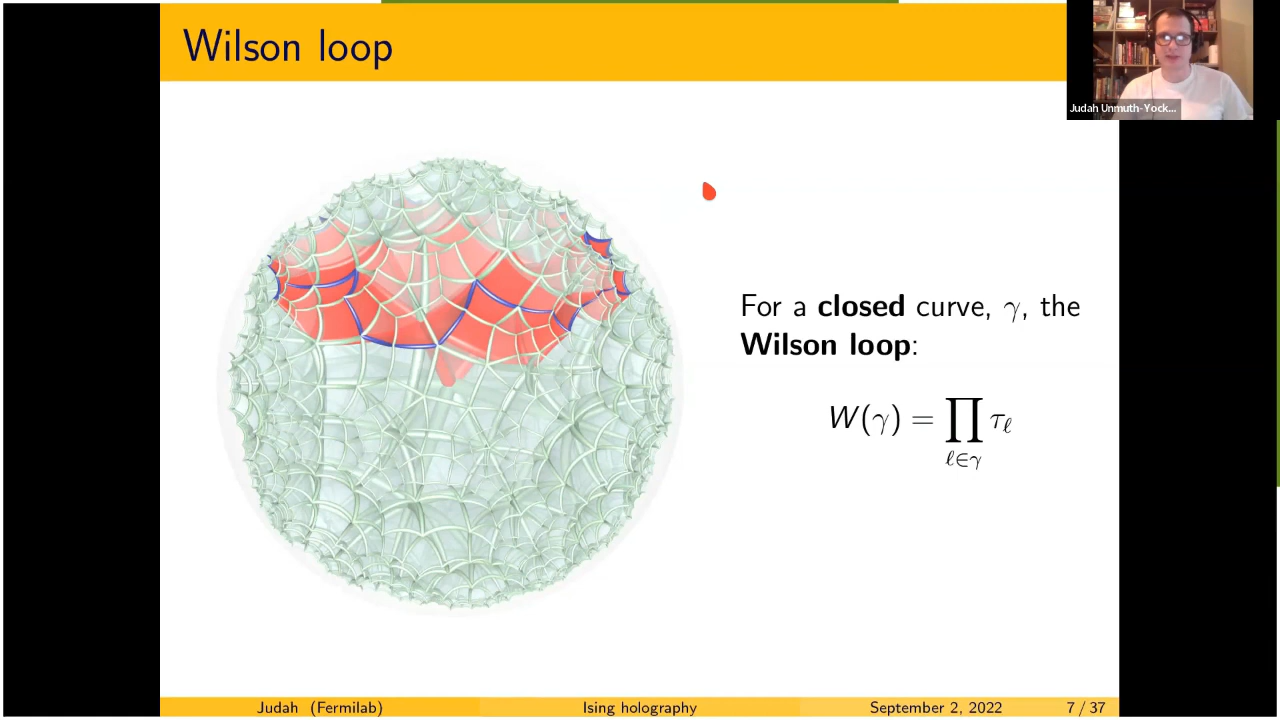 Wilson loop
Judah Unmuth-Yock...
For a closed curve, γ, the
Wilson loop:
W(γ) = ∏ τ_ℓ
ℓ∈γ
Judah (Fermilab) Ising holography September 2, 2022 7 / 37